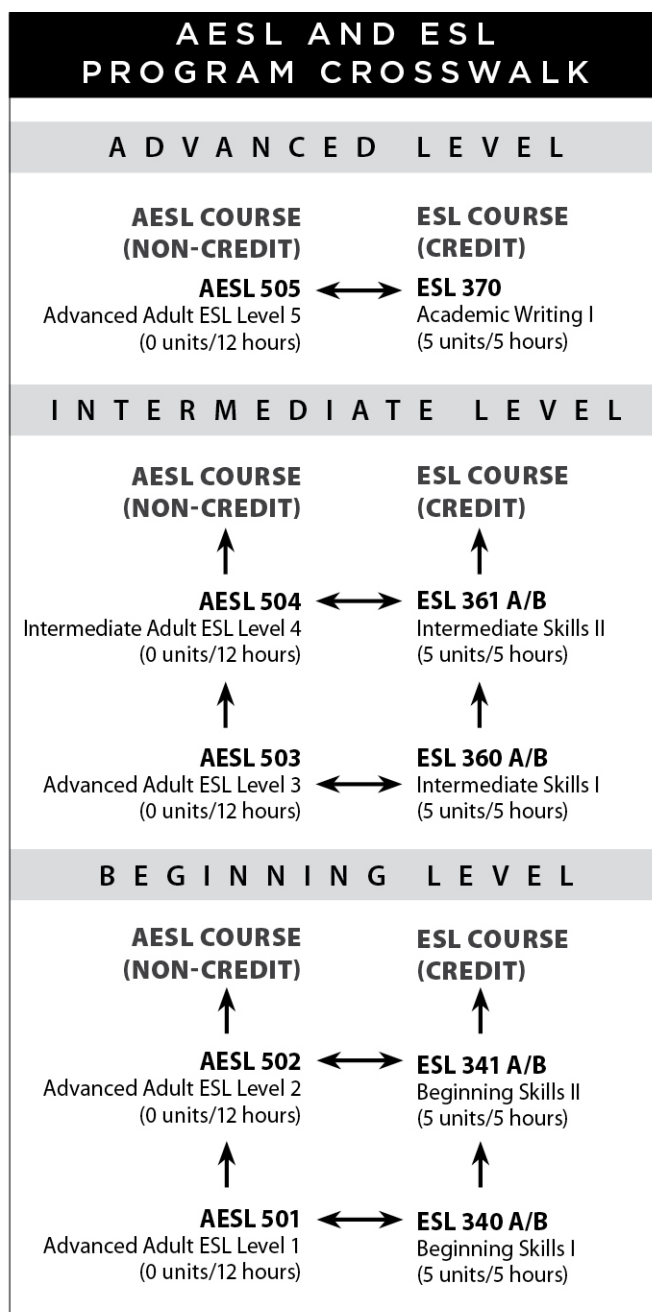 AESL AND ESL
PROGRAM CROSSWALK
ADVANCED LEVEL
AESL COURSE
(NON-CREDIT)
ESL COURSE
(CREDIT)
AESL 505
Advanced Adult ESL Level 5
(0 units/12 hours)
ESL 370
Academic Writing I
(5 units/5 hours)
INTERMEDIATE LEVEL
AESL COURSE
(NON-CREDIT)
ESL COURSE
(CREDIT)
AESL 504
Intermediate Adult ESL Level 4
(0 units/12 hours)
ESL 361 A/B
Intermediate Skills II
(5 units/5 hours)
AESL 503
Advanced Adult ESL Level 3
(0 units/12 hours)
ESL 360 A/B
Intermediate Skills I
(5 units/5 hours)
BEGINNING LEVEL
AESL COURSE
(NON-CREDIT)
ESL COURSE
(CREDIT)
AESL 502
Advanced Adult ESL Level 2
(0 units/12 hours)
ESL 341 A/B
Beginning Skills II
(5 units/5 hours)
AESL 501
Advanced Adult ESL Level 1
(0 units/12 hours)
ESL 340 A/B
Beginning Skills I
(5 units/5 hours)